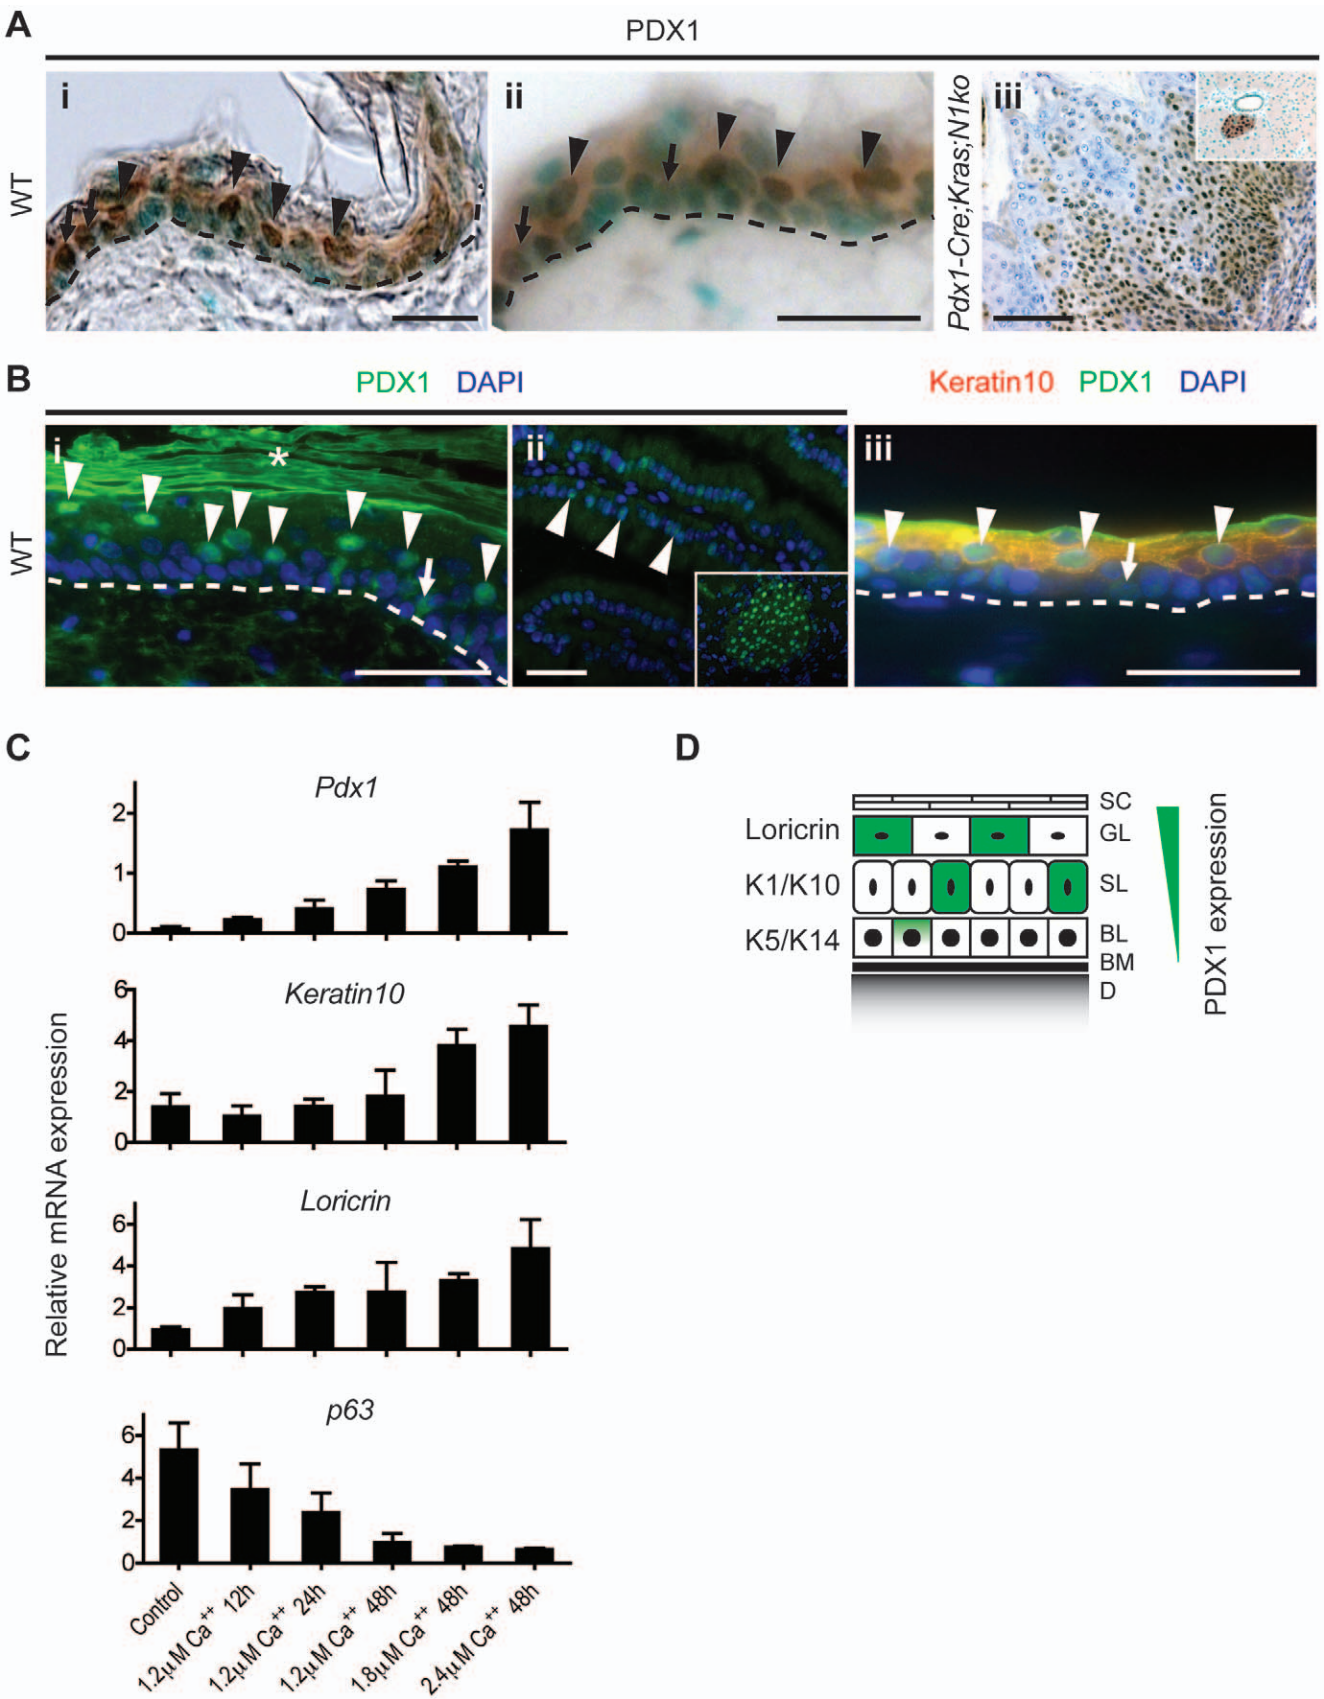 A
PDX1
WT
i
ii
Pdx1-Cre;Kras;N1ko
iii
B
PDX1 DAPI
Keratin10 PDX1 DAPI
WT
i
*
ii
iii
C
Relative mRNA expression
Pdx1
2
1
0
Keratin10
6
4
2
0
Loricrin
6
4
2
0
p63
6
4
2
0
Control
1.2µM Ca++ 12h
1.2µM Ca++ 24h
1.2µM Ca++ 48h
1.8µM Ca++ 48h
2.4µM Ca++ 48h
D
SC
Loricrin GL
K1/K10 SL
K5/K14 BL
BM
D
PDX1 expression